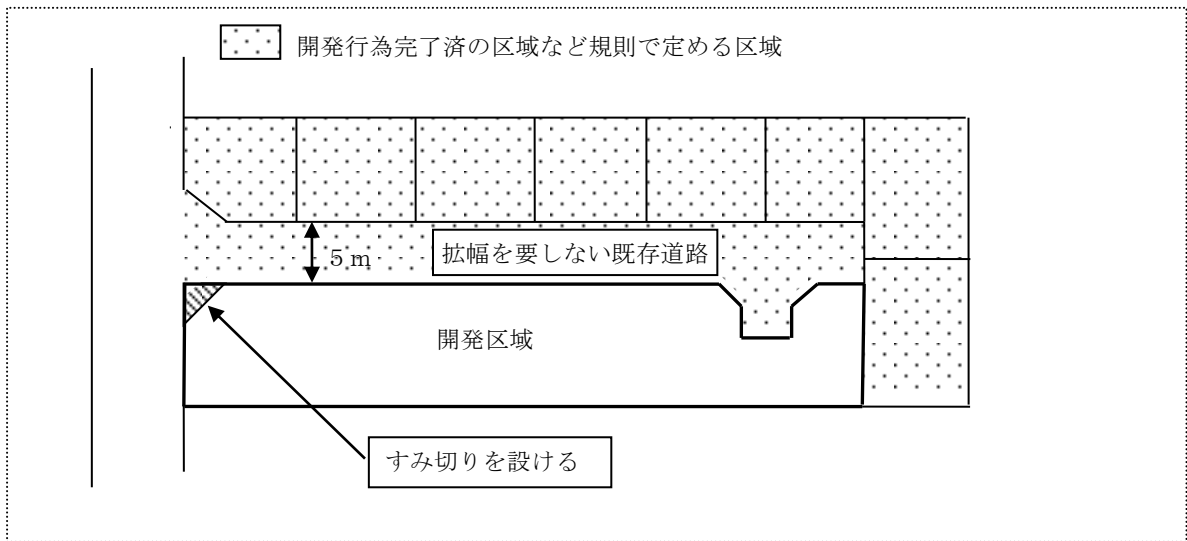 開発行為完了済の区域など規則で定める区域
５ｍ
拡幅を要しない既存道路
開発区域
すみ切りを設ける